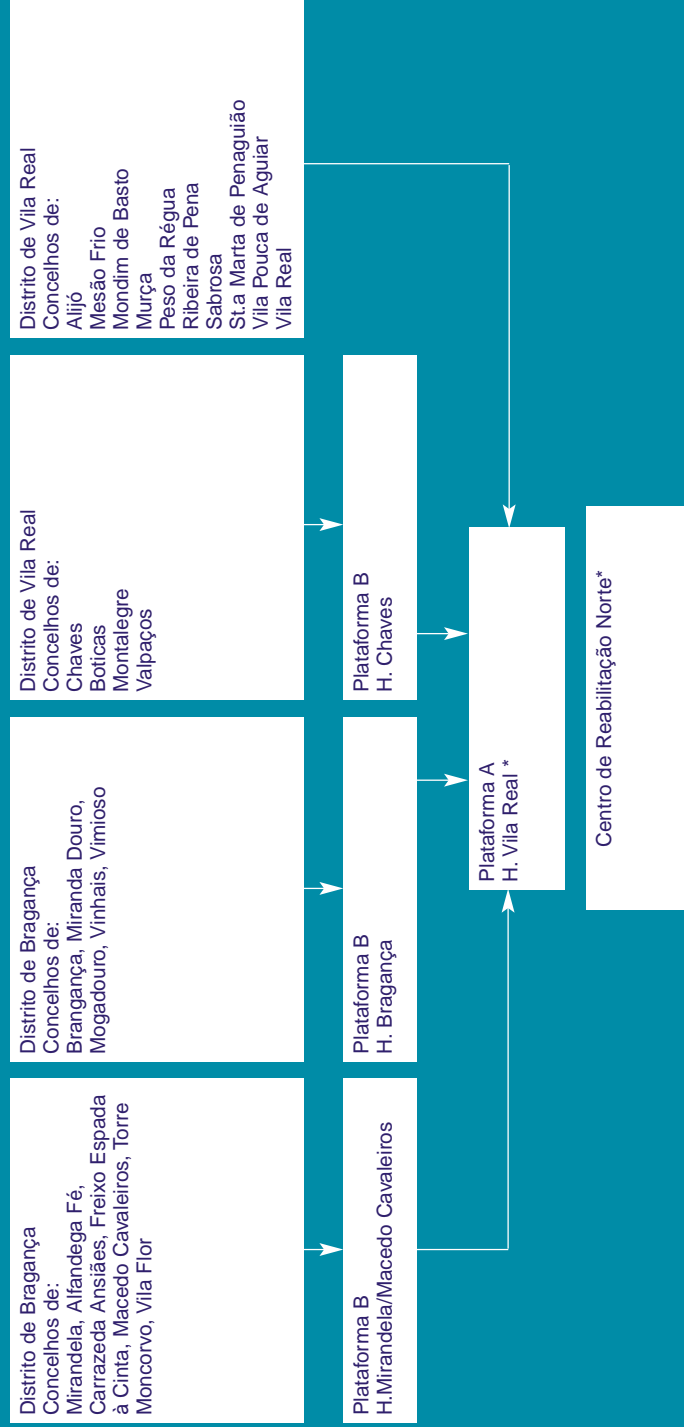 Distrito de Bragança
Concelhos de:
Mirandela, Alfandega Fé,
Carrazeda Ansiães, Freixo Espada
à Cinta, Macedo Cavaleiros, Torre
Moncorvo, Vila Flor
Distrito de Bragança
Concelhos de:
Brangança, Miranda Douro,
Mogadouro, Vinhais, Vimioso
Distrito de Vila Real
Concelhos de:
Chaves
Boticas
Montalegre
Valpaços
Distrito de Vila Real
Concelhos de:
Alijó
Mesão Frio
Mondim de Basto
Murça
Peso da Régua
Ribeira de Pena
Sabrosa
St.a Marta de Penaguião
Vila Pouca de Aguiar
Vila Real
Plataforma B
H.Mirandela/Macedo Cavaleiros
Plataforma B
H. Bragança
Plataforma B
H. Chaves
Plataforma A
H. Vila Real *
Centro de Reabilitação Norte*